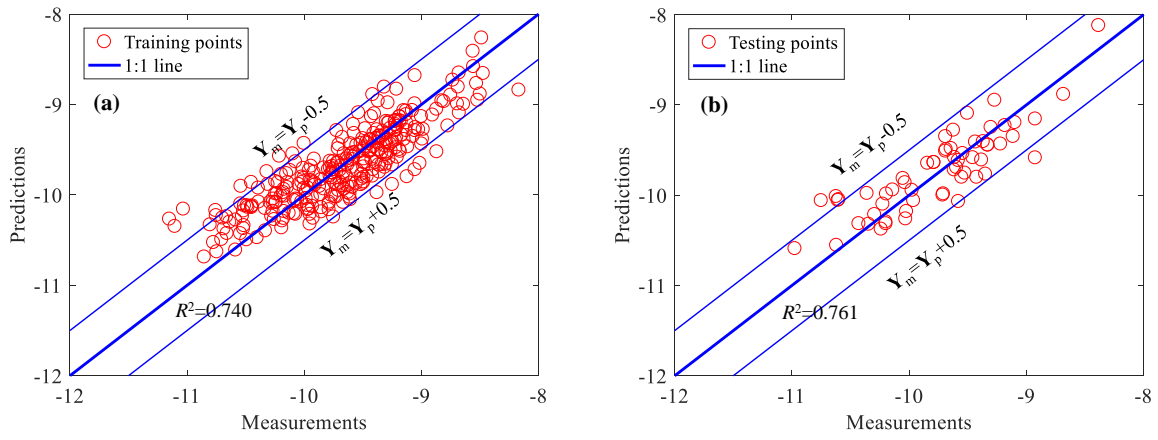 -8
-9
-10
-11
-12
Predictions
Training points
1:1 line
(a)
Yₘ=Yₚ-0.5
Yₘ=Yₚ+0.5
R²=0.740
-12
-11
-10
-9
-8
Measurements
-8
-9
-10
-11
-12
Predictions
Testing points
1:1 line
(b)
Yₘ=Yₚ-0.5
Yₘ=Yₚ+0.5
R²=0.761
-12
-11
-10
-9
-8
Measurements